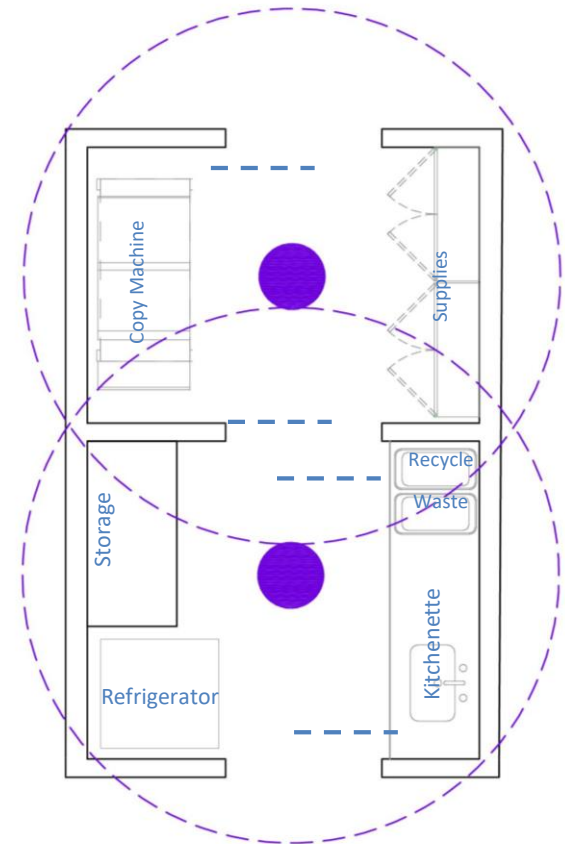 Copy Machine
Supplies
Recycle
Waste
Storage
Kitchenette
Refrigerator